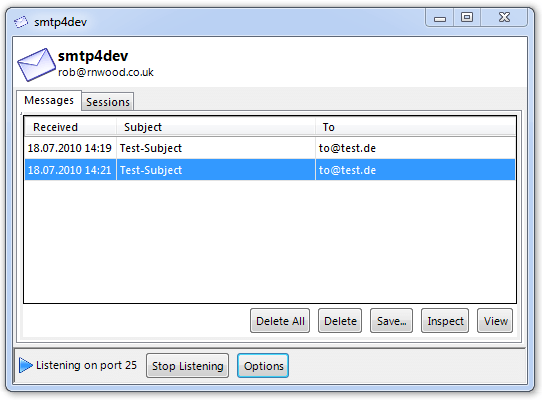 smtp4dev
smtp4dev
rob@rnwood.co.uk
Messages Sessions
Received Subject To
18.07.2010 14:19 Test-Subject to@test.de
18.07.2010 14:21 Test-Subject to@test.de
Delete All Delete Save... Inspect View
Listening on port 25 Stop Listening Options